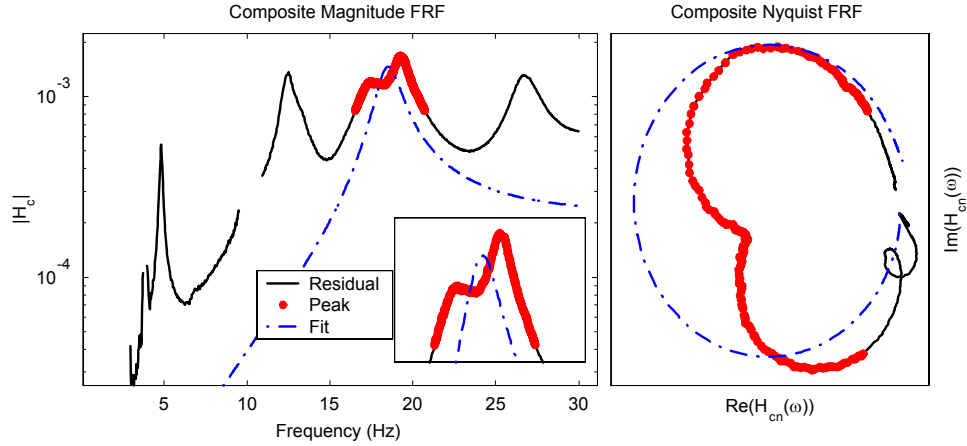 Composite Magnitude FRF
Composite Nyquist FRF
|H_c|
10^-3
10^-4
Residual
Peak
Fit
5 10 15 20 25 30
Frequency (Hz)
Re(H_cn(ω))
Im(H_cn(ω))